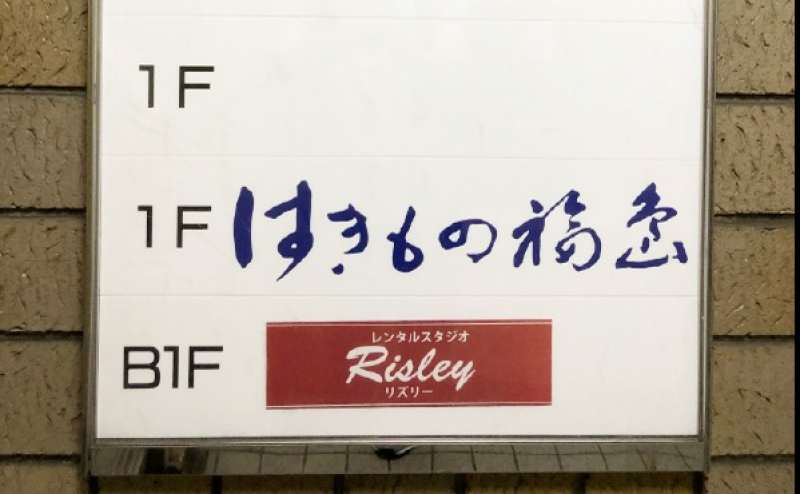 1F
1F はきもの福島
B1F レンタルスタジオ
Risley
リズリー